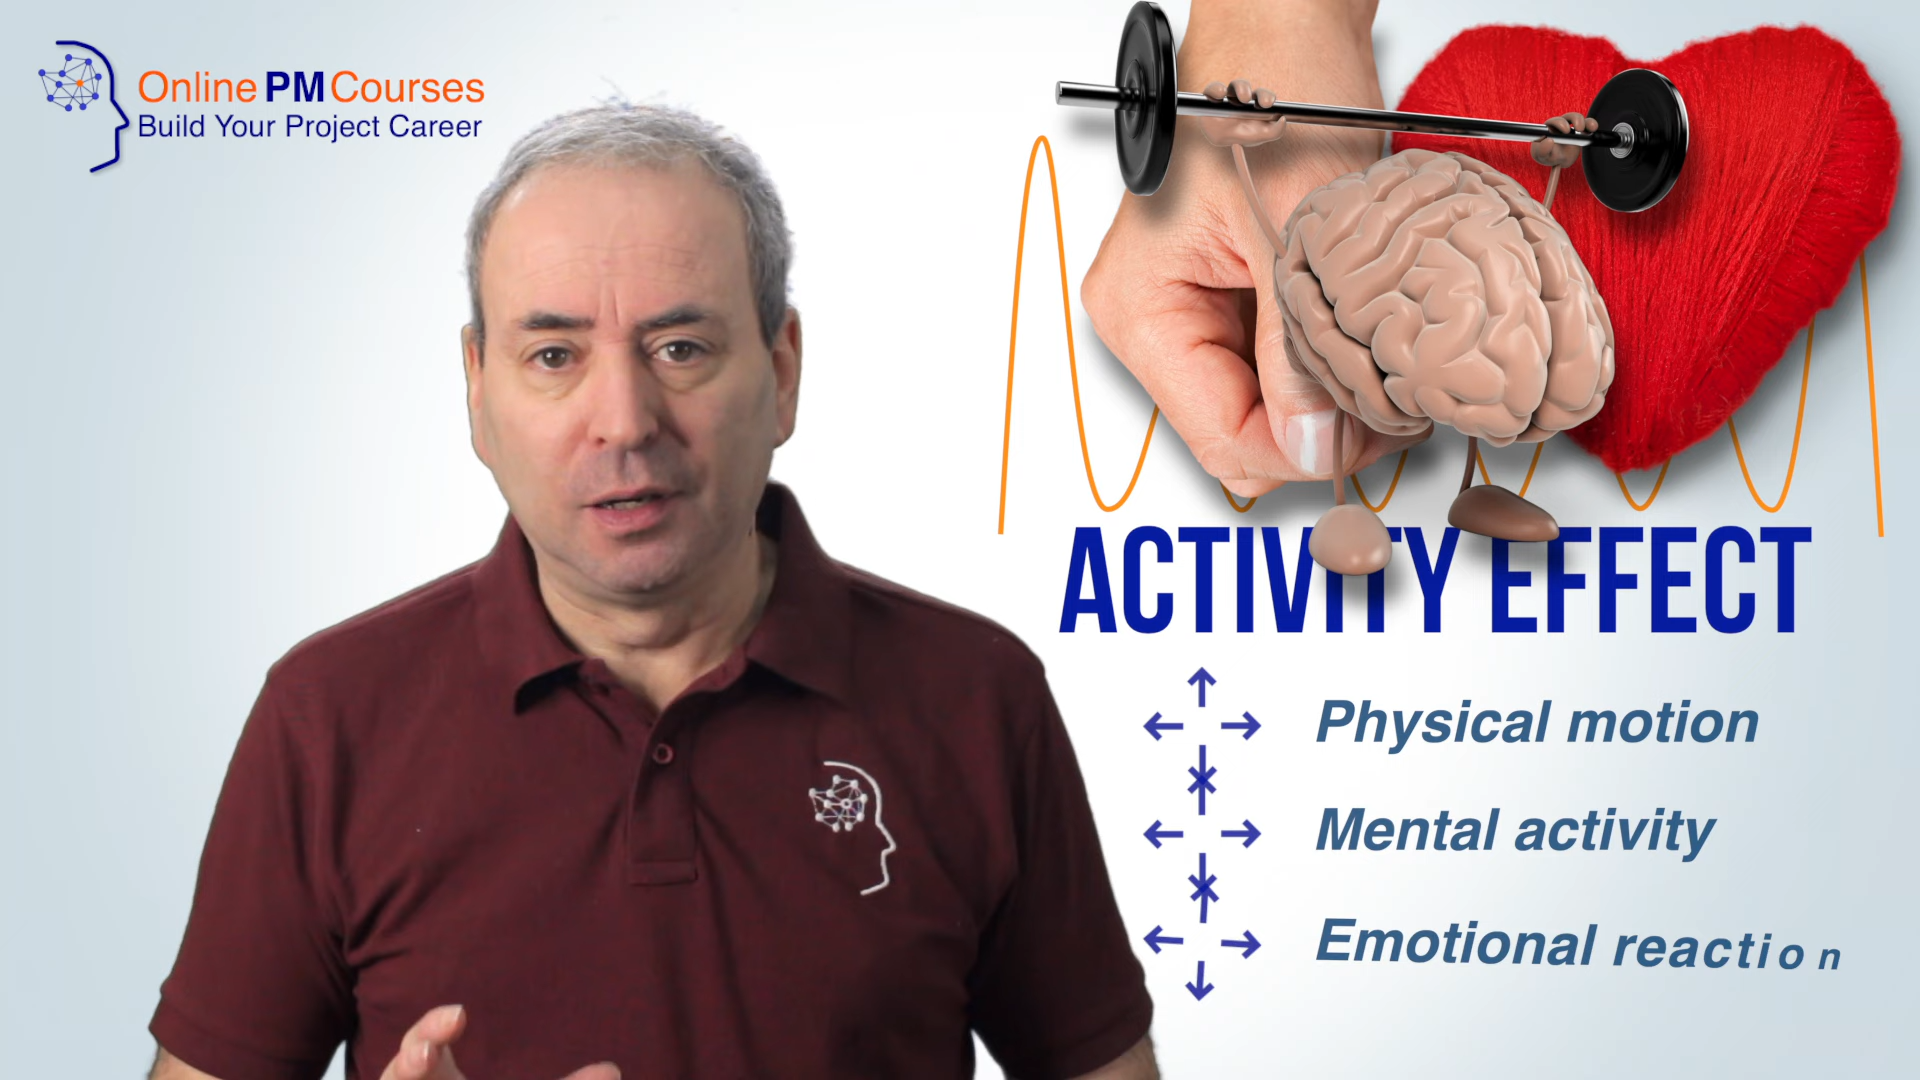 Online PM Courses
Build Your Project Career
ACTIVITY EFFECT
Physical motion
Mental activity
Emotional reaction